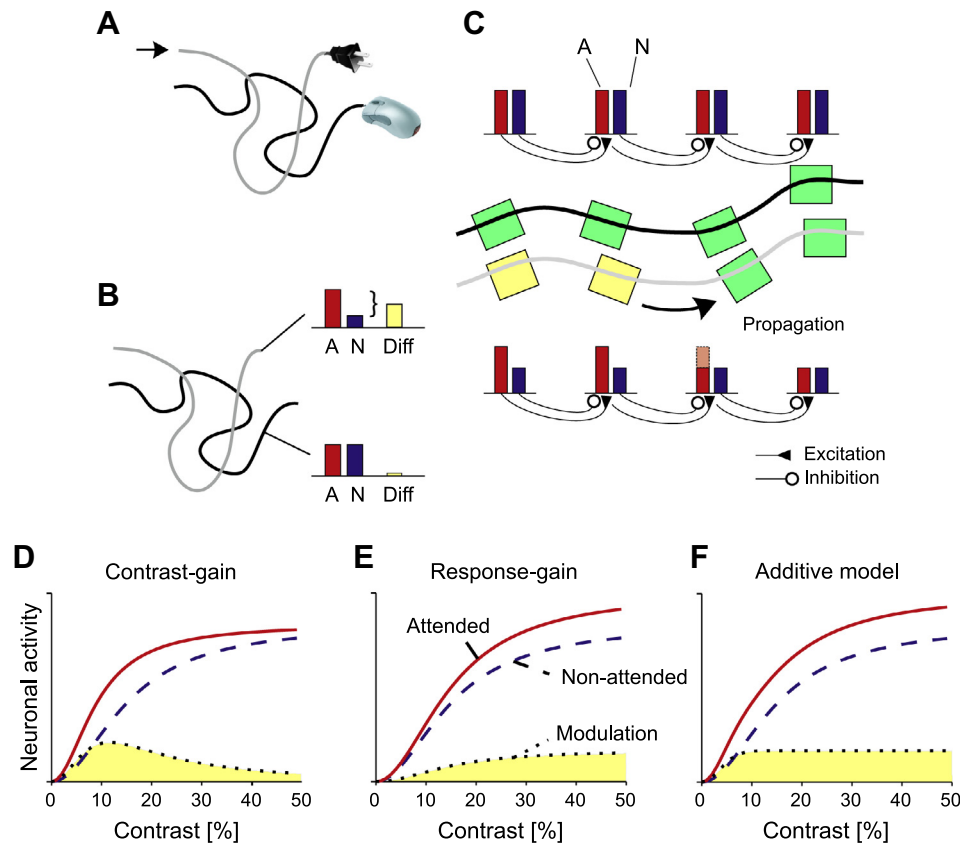 A
B
A N Diff
A N Diff
C
A N
Propagation
Excitation
Inhibition
D
Contrast-gain
Neuronal activity
0 10 20 30 40 50
Contrast [%]
E
Response-gain
Attended
Non-attended
Modulation
0 10 20 30 40 50
Contrast [%]
F
Additive model
0 10 20 30 40 50
Contrast [%]